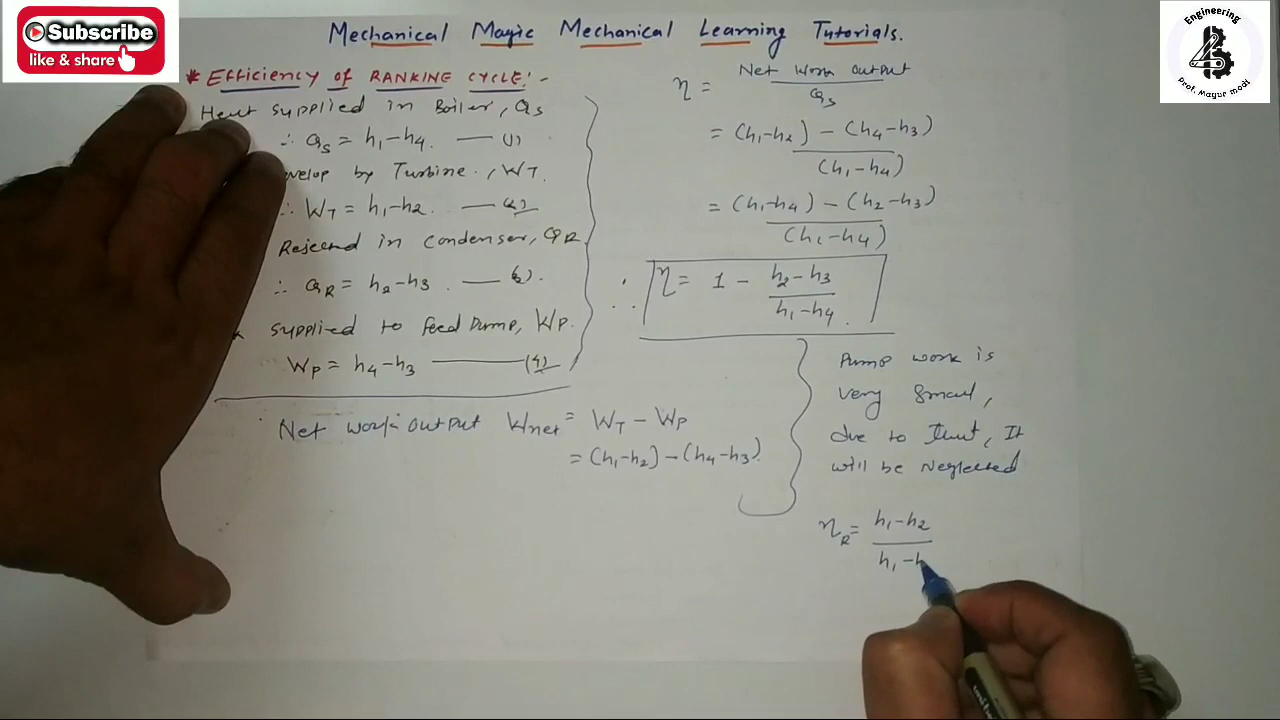 Subscribe
like & share
Engineering
Prof. Mayur modi
Mechanical Magic Mechanical Learning Tutorials.
* Efficiency of RANKINE CYCLE:-
Heat supplied in Boiler, Qs
∴ Qs = h1-h4. — (1)
develop by Turbine., WT.
∴ WT = h1-h2. — (2)
Rejected in condenser, QR
∴ QR = h2-h3. — (3).
supplied to feed pump, WP.
WP = h4-h3 — (4)
Net work output Wnet = WT - WP
= (h1-h2) - (h4-h3)
η = Net work output
Qs
= (h1-h2) - (h4-h3)
(h1-h4)
= (h1-h4) - (h2-h3)
(h1-h4)
∴ η = 1 - h2-h3
h1-h4.
Pump work is
very small,
due to that, It
will be Neglected
ηR = h1-h2
h1-h